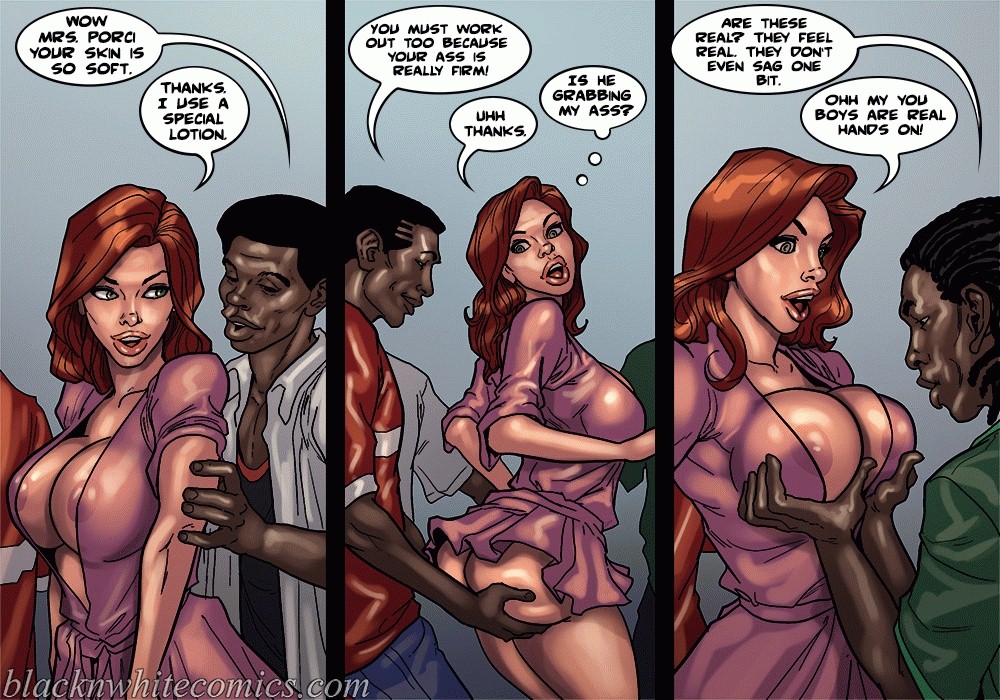 WOW
MRS. PORCI
YOUR SKIN IS
SO SOFT.
THANKS.
I USE A
SPECIAL
LOTION.
YOU MUST WORK
OUT TOO BECAUSE
YOUR ASS IS
REALLY FIRM!
UHH
THANKS.
IS HE
GRABBING
MY ASS?
ARE THESE
REAL? THEY FEEL
REAL. THEY DON'T
EVEN SAG ONE
BIT.
OHH MY YOU
BOYS ARE REAL
HANDS ON!
blacknwhitecomics.com